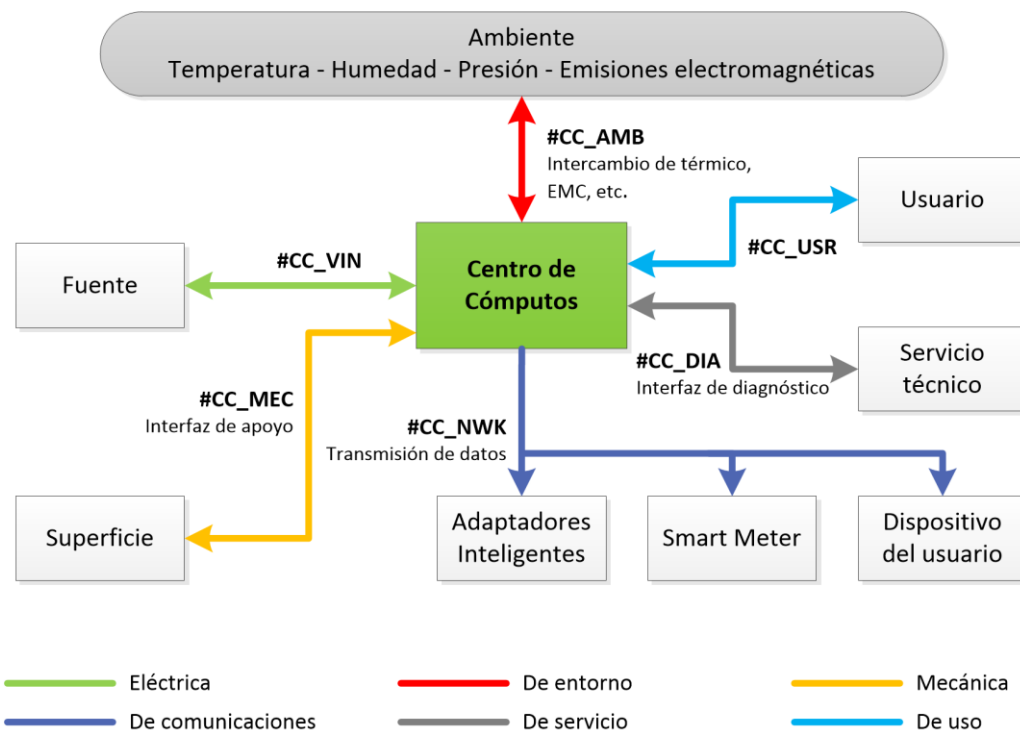 Ambiente
Temperatura - Humedad - Presión - Emisiones electromagnéticas
#CC_AMB
Intercambio de térmico,
EMC, etc.
Usuario
#CC_USR
Fuente
#CC_VIN
Centro de
Cómputos
#CC_DIA
Interfaz de diagnóstico
Servicio
técnico
#CC_MEC
Interfaz de apoyo
#CC_NWK
Transmisión de datos
Superficie
Adaptadores
Inteligentes
Smart Meter
Dispositivo
del usuario
Eléctrica
De entorno
Mecánica
De comunicaciones
De servicio
De uso